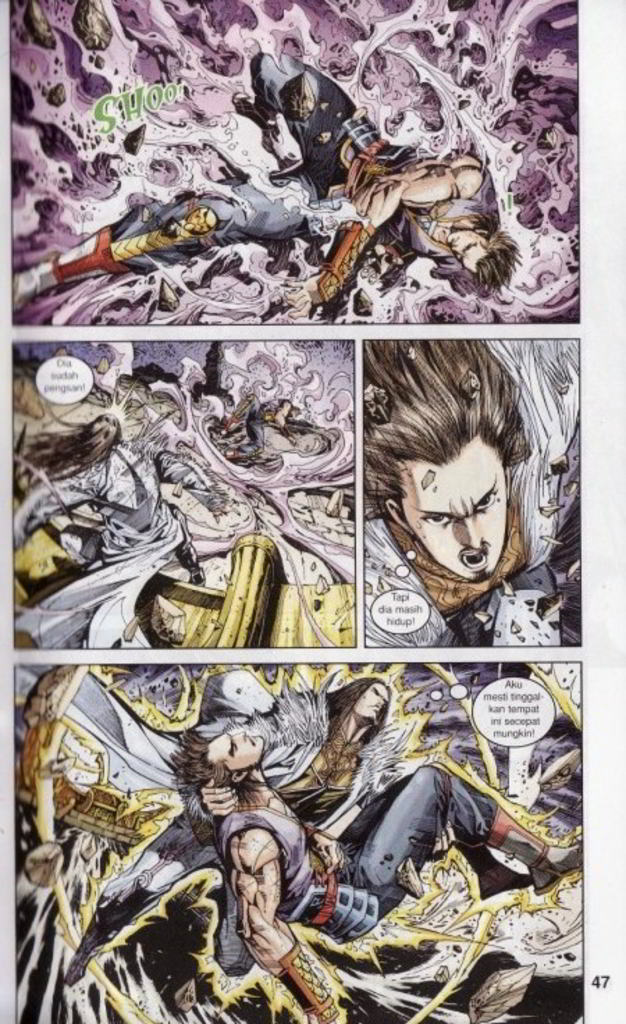 SHOO!
!
Dia
sudah
pengsan!
Tapi
dia masih
hidup!
Aku
mesti tinggal-
kan tempat
ini secepat
mungkin!
47